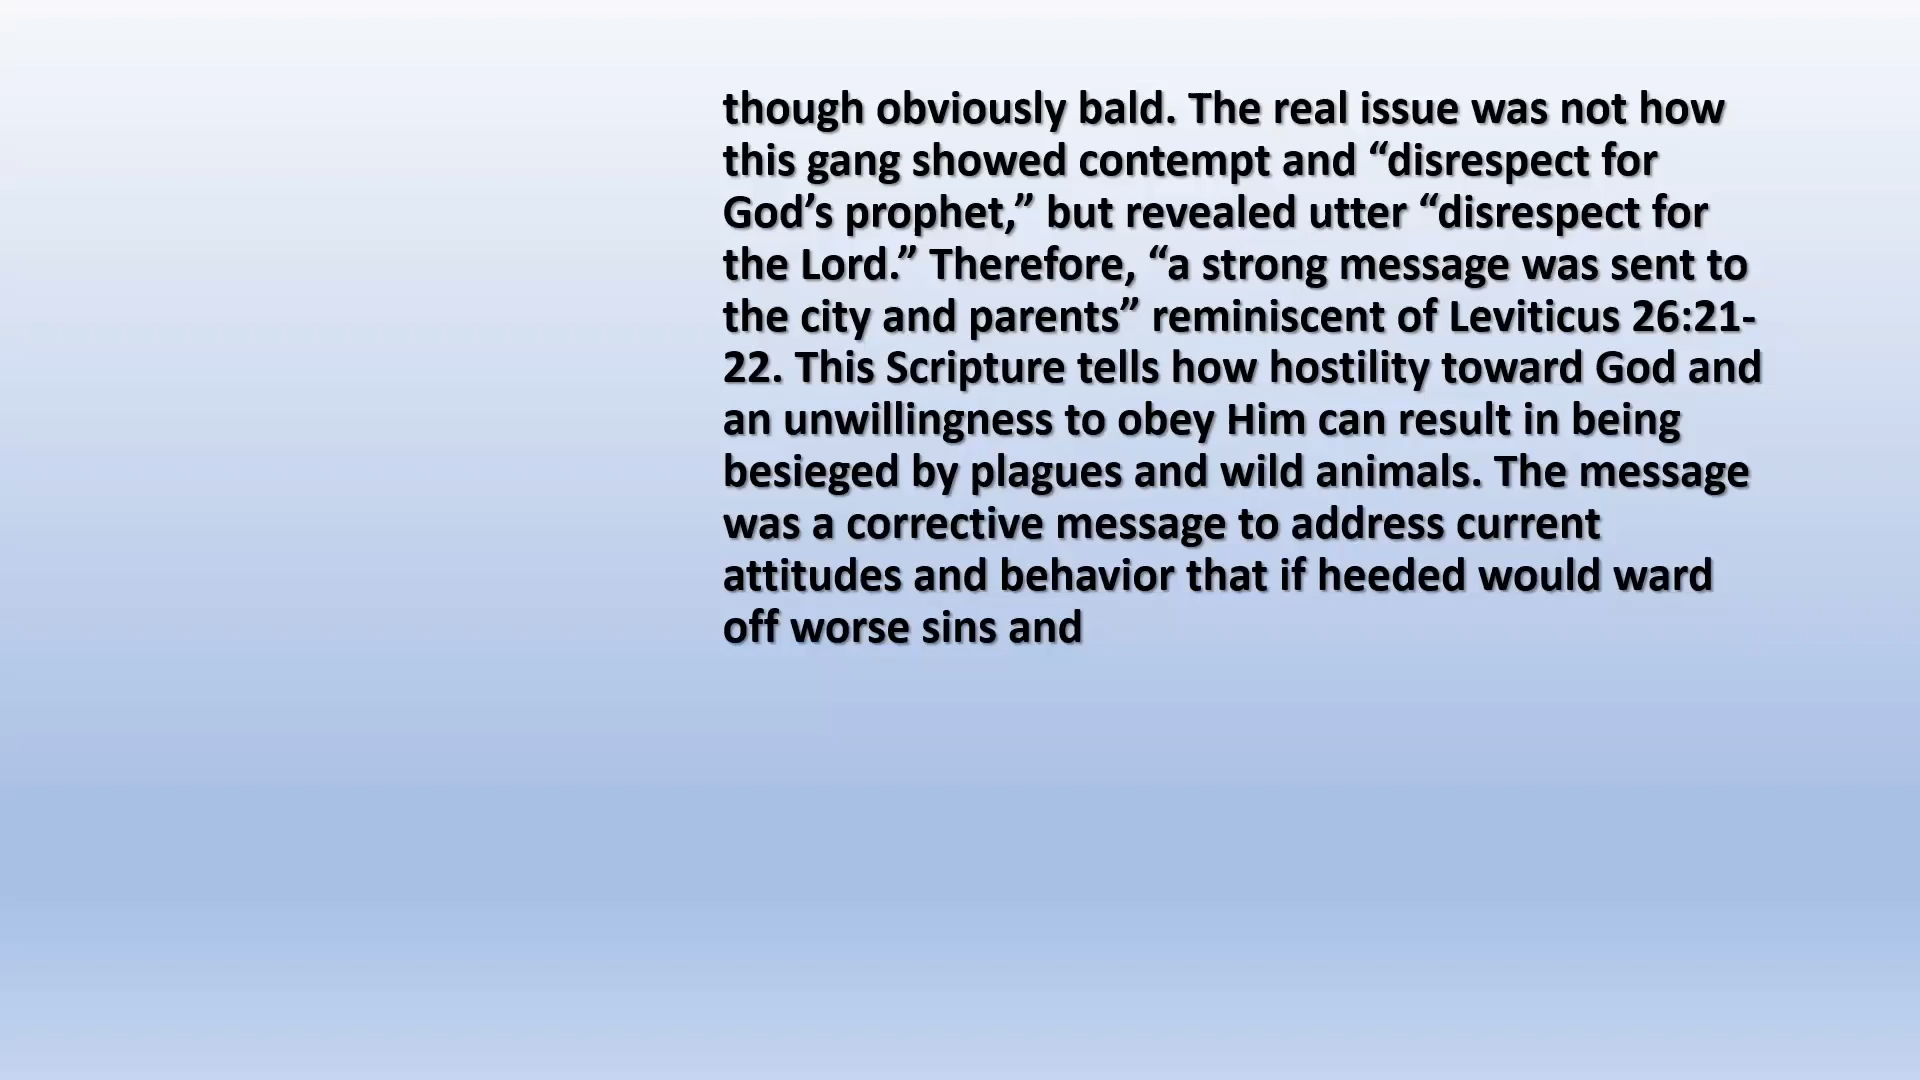 though obviously bald. The real issue was not how
this gang showed contempt and “disrespect for
God’s prophet,” but revealed utter “disrespect for
the Lord.” Therefore, “a strong message was sent to
the city and parents” reminiscent of Leviticus 26:21-
22. This Scripture tells how hostility toward God and
an unwillingness to obey Him can result in being
besieged by plagues and wild animals. The message
was a corrective message to address current
attitudes and behavior that if heeded would ward
off worse sins and